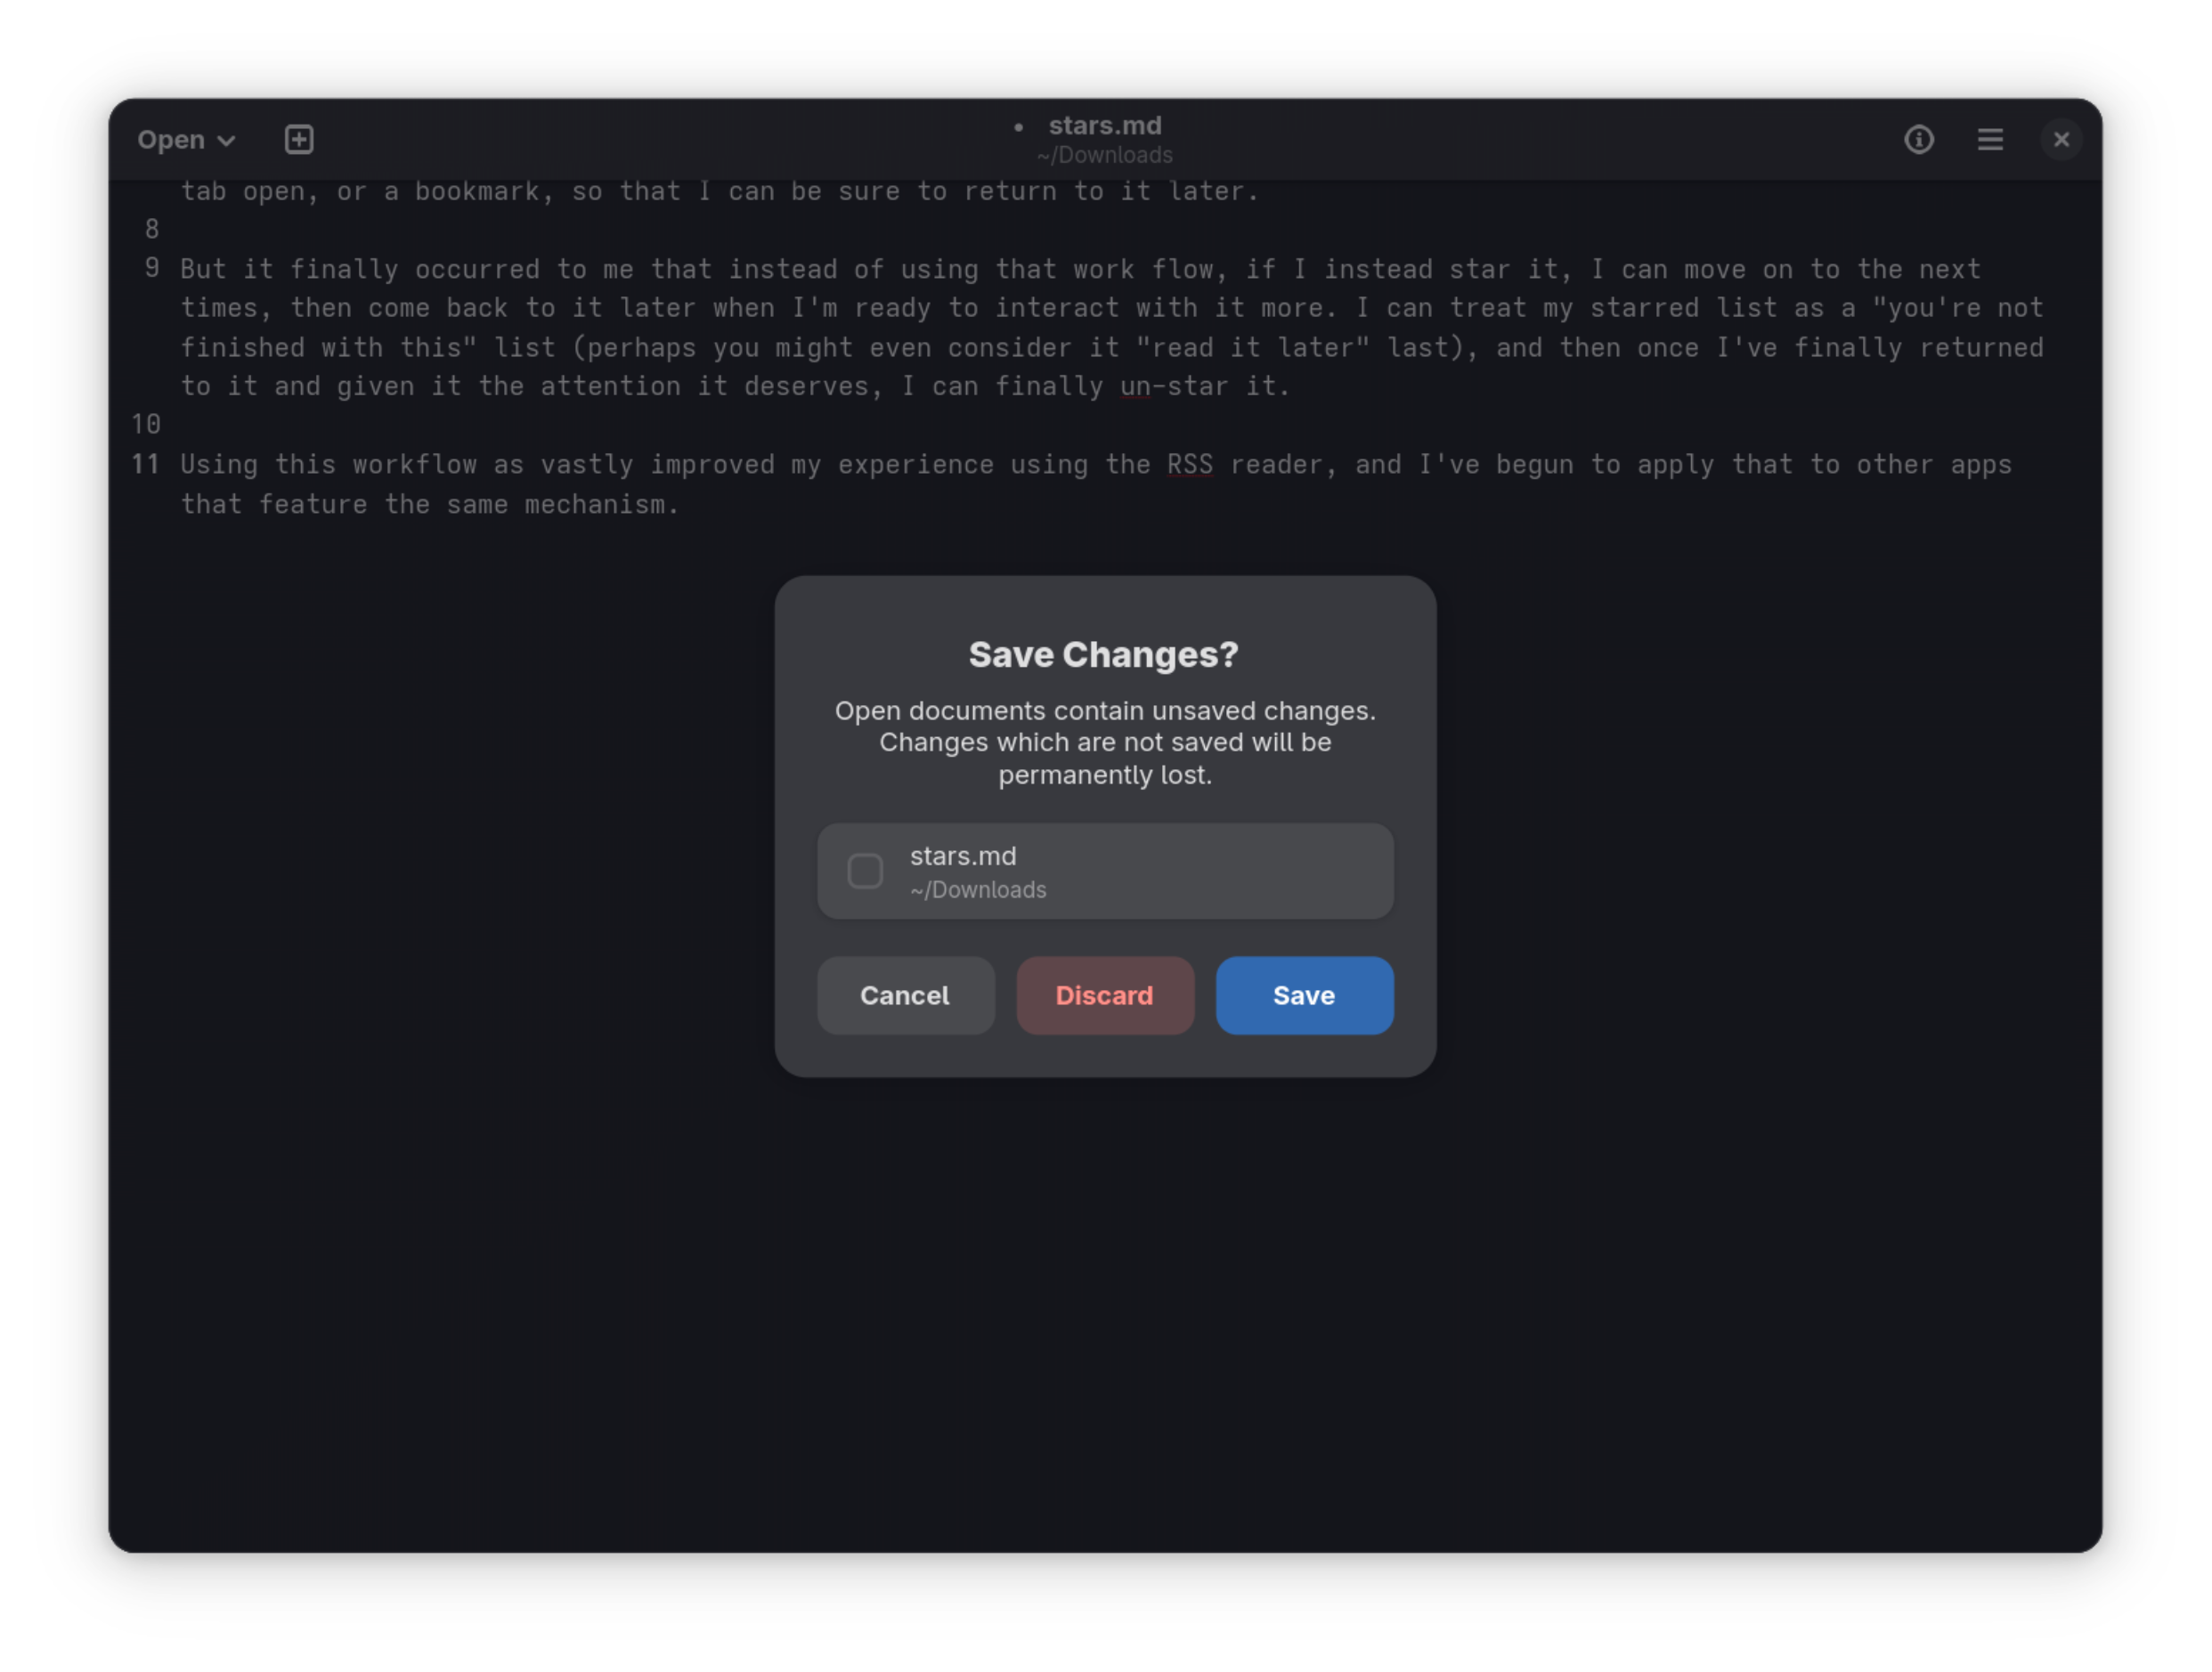 Open
• stars.md
~/Downloads
tab open, or a bookmark, so that I can be sure to return to it later.
8
9 But it finally occurred to me that instead of using that work flow, if I instead star it, I can move on to the next
times, then come back to it later when I'm ready to interact with it more. I can treat my starred list as a "you're not
finished with this" list (perhaps you might even consider it "read it later" last), and then once I've finally returned
to it and given it the attention it deserves, I can finally un-star it.
10
11 Using this workflow as vastly improved my experience using the RSS reader, and I've begun to apply that to other apps
that feature the same mechanism.
Save Changes?
Open documents contain unsaved changes.
Changes which are not saved will be
permanently lost.
stars.md
~/Downloads
Cancel Discard Save